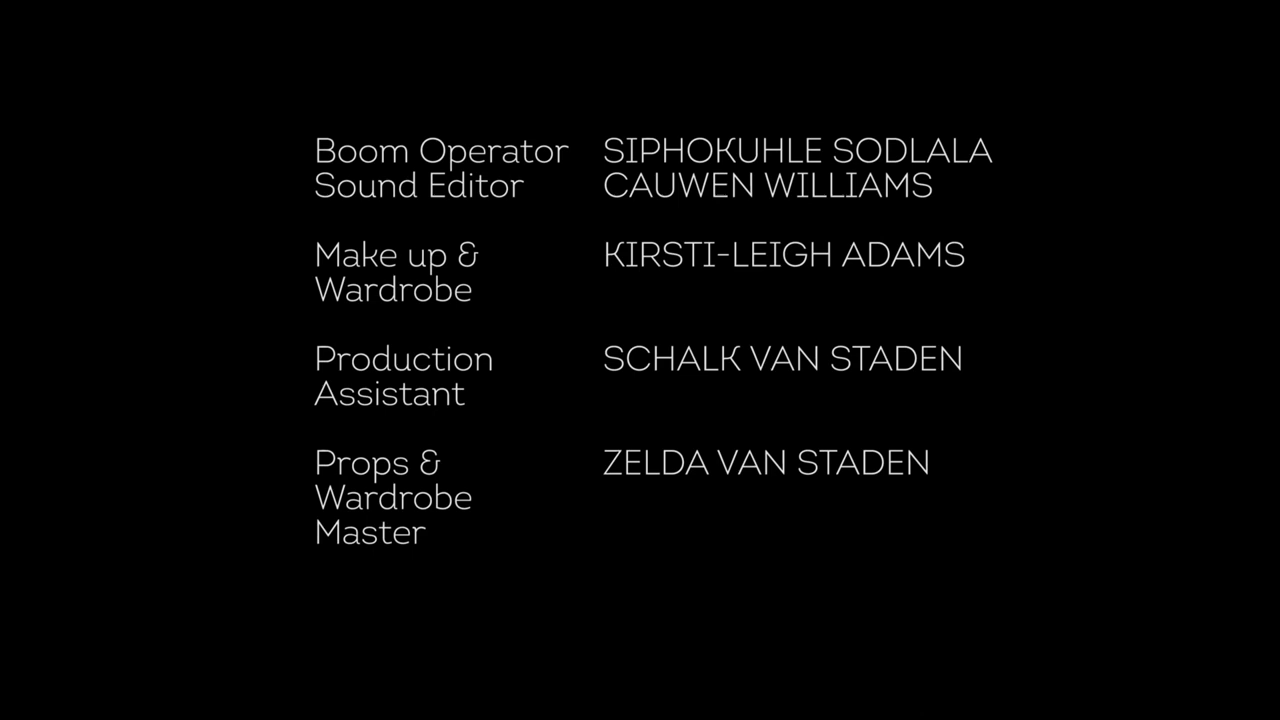 Boom Operator SIPHOKUHLE SODLALA
Sound Editor CAUWEN WILLIAMS
Make up & KIRSTI-LEIGH ADAMS
Wardrobe
Production SCHALK VAN STADEN
Assistant
Props & ZELDA VAN STADEN
Wardrobe
Master